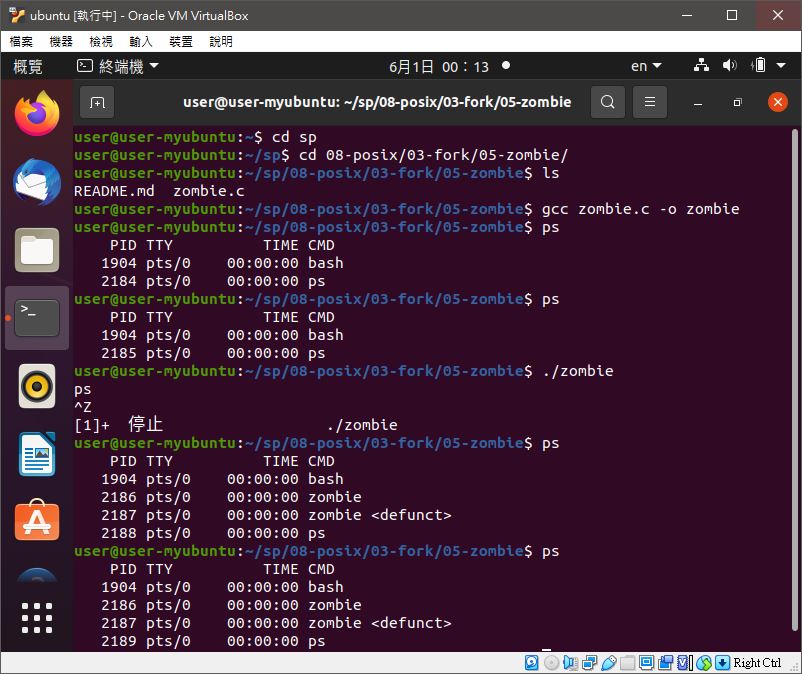 ubuntu [執行中] - Oracle VM VirtualBox
檔案 機器 檢視 輸入 裝置 說明
概覽 終端機 6月1日 00：13 en
user@user-myubuntu: ~/sp/08-posix/03-fork/05-zombie
user@user-myubuntu:~$ cd sp
user@user-myubuntu:~/sp$ cd 08-posix/03-fork/05-zombie/
user@user-myubuntu:~/sp/08-posix/03-fork/05-zombie$ ls
README.md  zombie.c
user@user-myubuntu:~/sp/08-posix/03-fork/05-zombie$ gcc zombie.c -o zombie
user@user-myubuntu:~/sp/08-posix/03-fork/05-zombie$ ps
    PID TTY          TIME CMD
   1904 pts/0    00:00:00 bash
   2184 pts/0    00:00:00 ps
user@user-myubuntu:~/sp/08-posix/03-fork/05-zombie$ ps
    PID TTY          TIME CMD
   1904 pts/0    00:00:00 bash
   2185 pts/0    00:00:00 ps
user@user-myubuntu:~/sp/08-posix/03-fork/05-zombie$ ./zombie
ps
^Z
[1]+  停止                  ./zombie
user@user-myubuntu:~/sp/08-posix/03-fork/05-zombie$ ps
    PID TTY          TIME CMD
   1904 pts/0    00:00:00 bash
   2186 pts/0    00:00:00 zombie
   2187 pts/0    00:00:00 zombie <defunct>
   2188 pts/0    00:00:00 ps
user@user-myubuntu:~/sp/08-posix/03-fork/05-zombie$ ps
    PID TTY          TIME CMD
   1904 pts/0    00:00:00 bash
   2186 pts/0    00:00:00 zombie
   2187 pts/0    00:00:00 zombie <defunct>
   2189 pts/0    00:00:00 ps
Right Ctrl